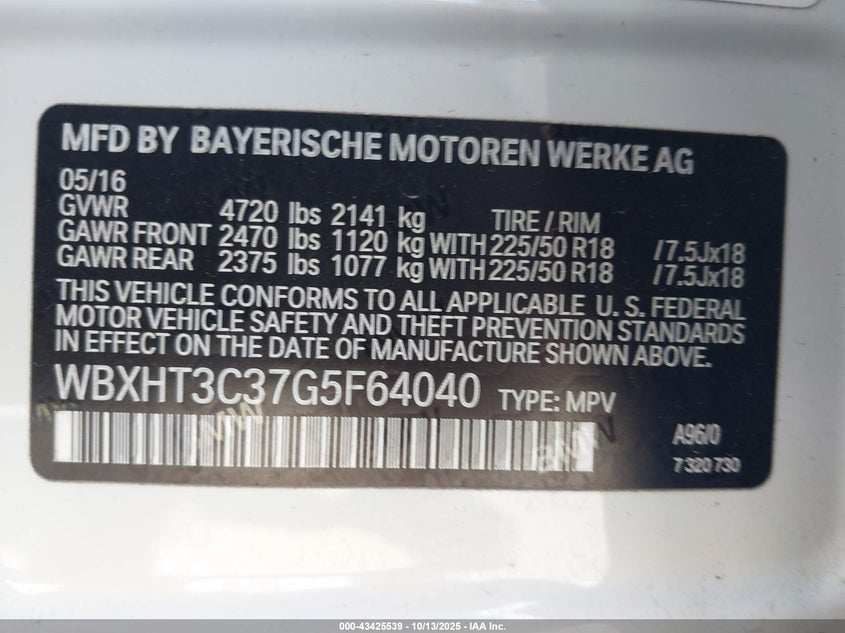 MFD BY BAYERISCHE MOTOREN WERKE AG
05/16
GVWR 4720 lbs 2141 kg TIRE / RIM
GAWR FRONT 2470 lbs 1120 kg WITH 225/50 R18 / 7.5Jx18
GAWR REAR 2375 lbs 1077 kg WITH 225/50 R18 / 7.5Jx18
THIS VEHICLE CONFORMS TO ALL APPLICABLE U. S. FEDERAL
MOTOR VEHICLE SAFETY AND THEFT PREVENTION STANDARDS
IN EFFECT ON THE DATE OF MANUFACTURE SHOWN ABOVE.
WBXHT3C37G5F64040 TYPE: MPV
A96/0
7 320 730
000-43425539 - 10/13/2025 - IAA Inc.